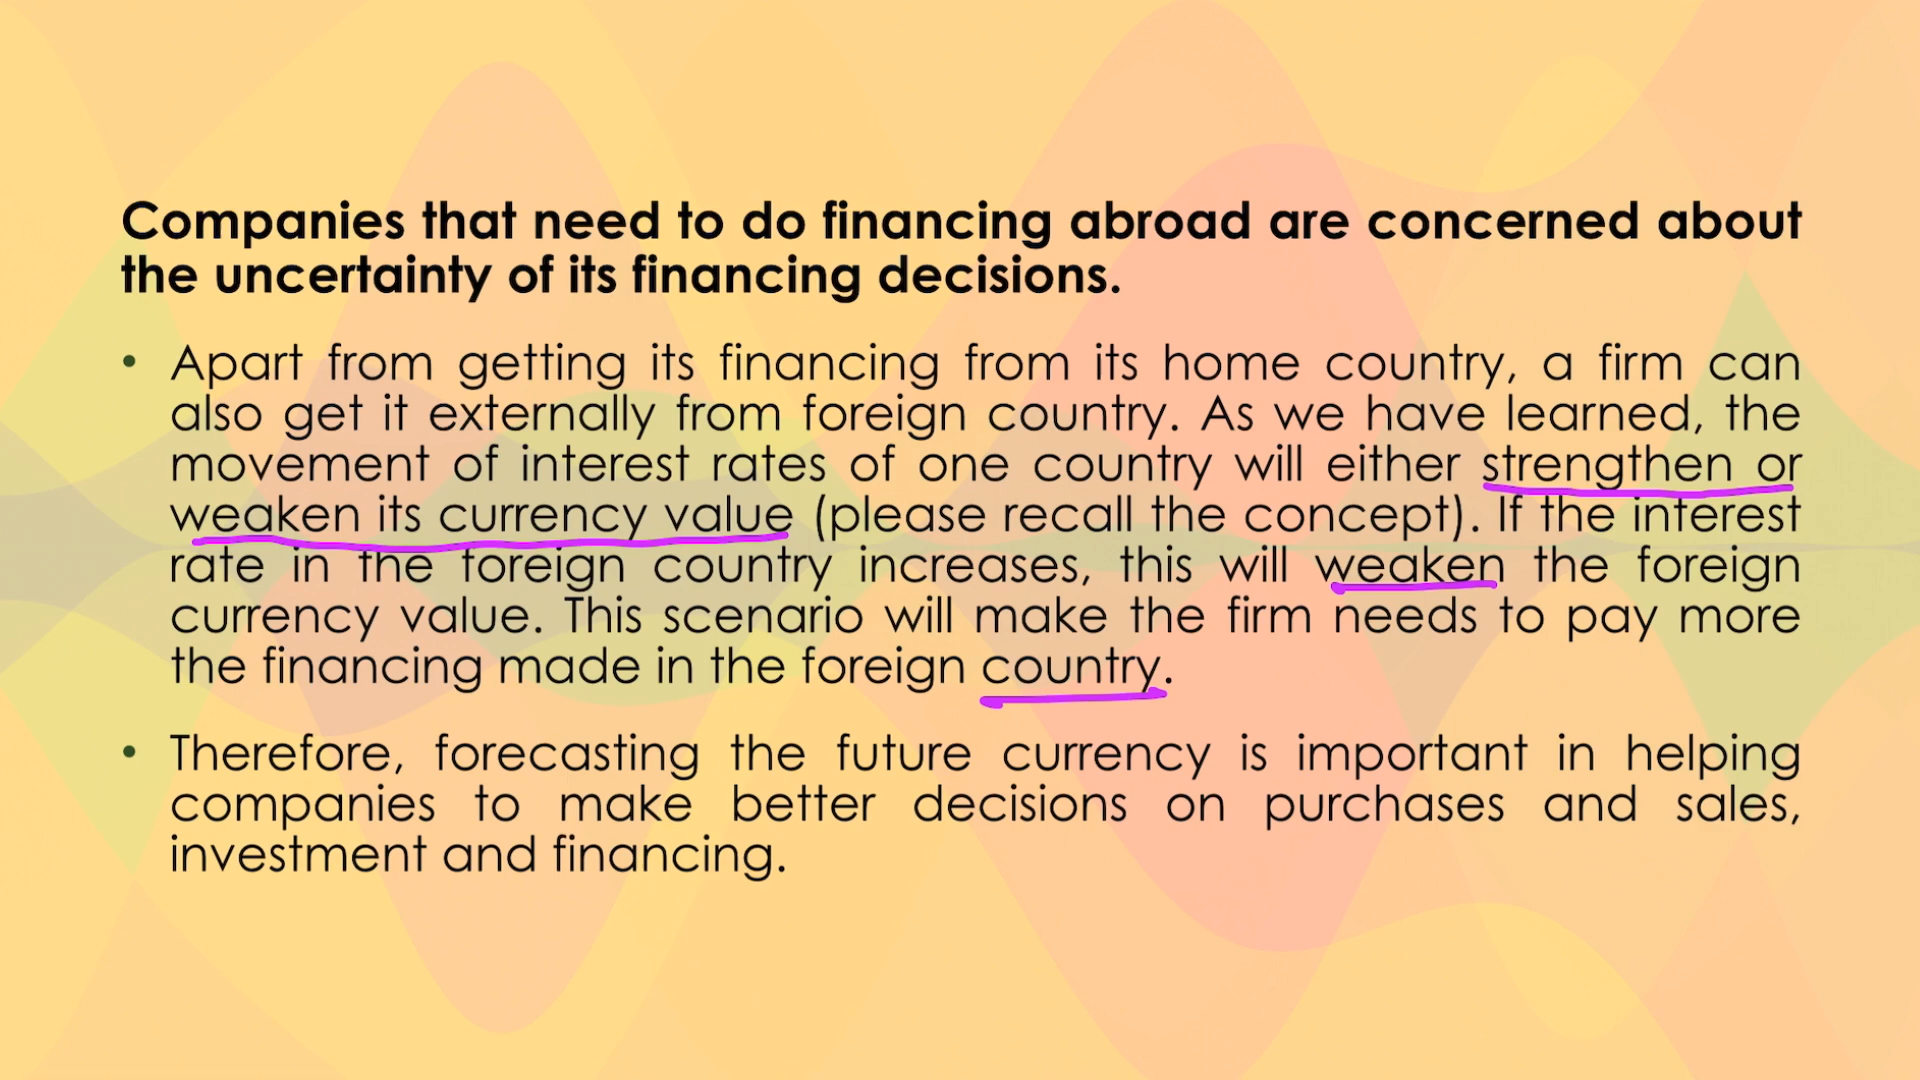 Companies that need to do financing abroad are concerned about
the uncertainty of its financing decisions.
• Apart from getting its financing from its home country, a firm can
also get it externally from foreign country. As we have learned, the
movement of interest rates of one country will either strengthen or
weaken its currency value (please recall the concept). If the interest
rate in the foreign country increases, this will weaken the foreign
currency value. This scenario will make the firm needs to pay more
the financing made in the foreign country.
• Therefore, forecasting the future currency is important in helping
companies to make better decisions on purchases and sales,
investment and financing.